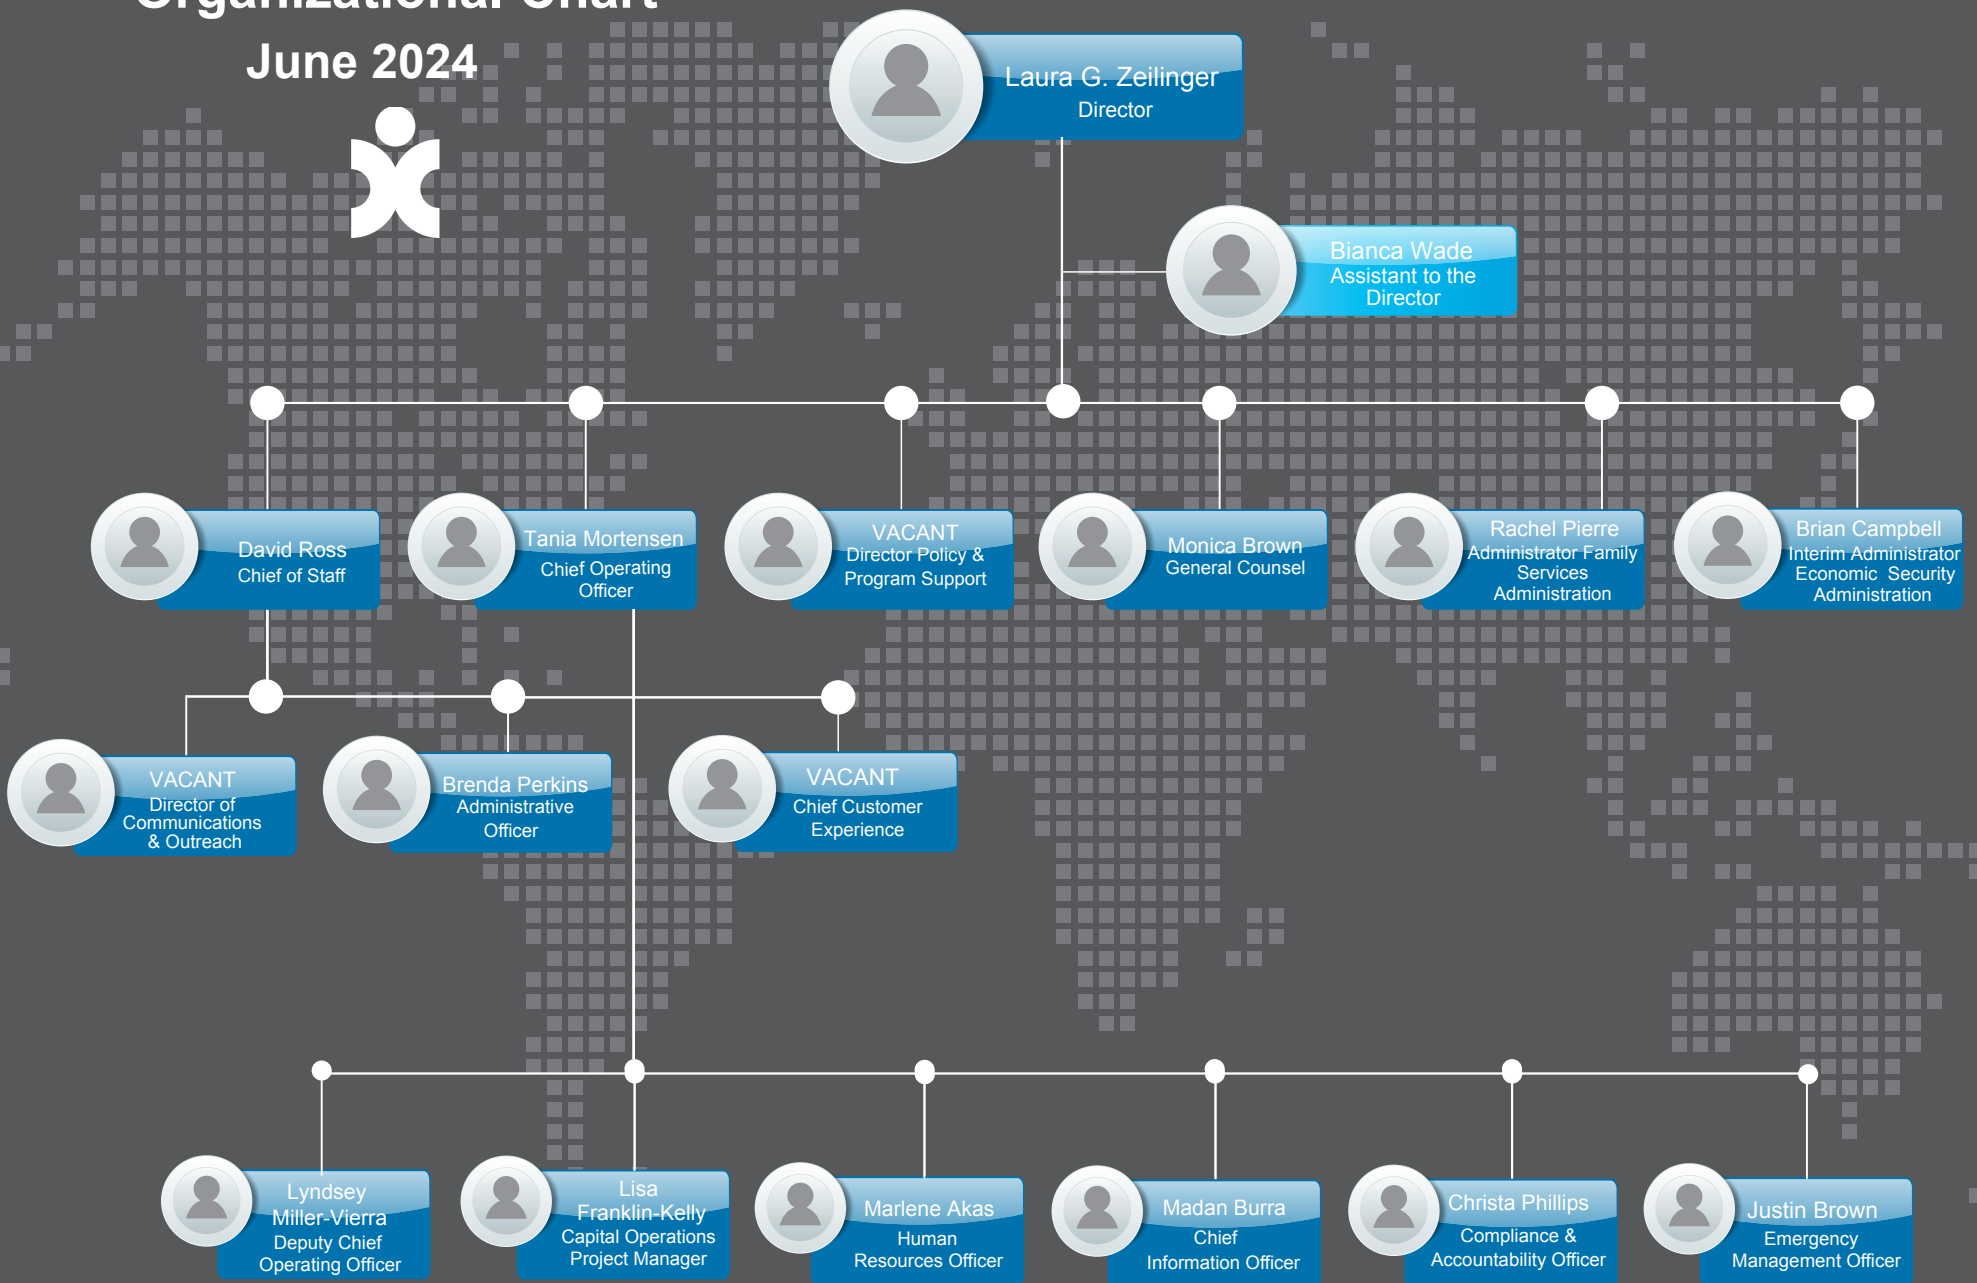 Organizational Chart
June 2024
Laura G. Zeilinger
Director
Bianca Wade
Assistant to the
Director
David Ross
Chief of Staff
Tania Mortensen
Chief Operating
Officer
VACANT
Director Policy &
Program Support
Monica Brown
General Counsel
Rachel Pierre
Administrator Family
Services
Administration
Brian Campbell
Interim Administrator
Economic Security
Administration
VACANT
Director of
Communications
& Outreach
Brenda Perkins
Administrative
Officer
VACANT
Chief Customer
Experience
Lyndsey
Miller-Vierra
Deputy Chief
Operating Officer
Lisa
Franklin-Kelly
Capital Operations
Project Manager
Marlene Akas
Human
Resources Officer
Madan Burra
Chief
Information Officer
Christa Phillips
Compliance &
Accountability Officer
Justin Brown
Emergency
Management Officer